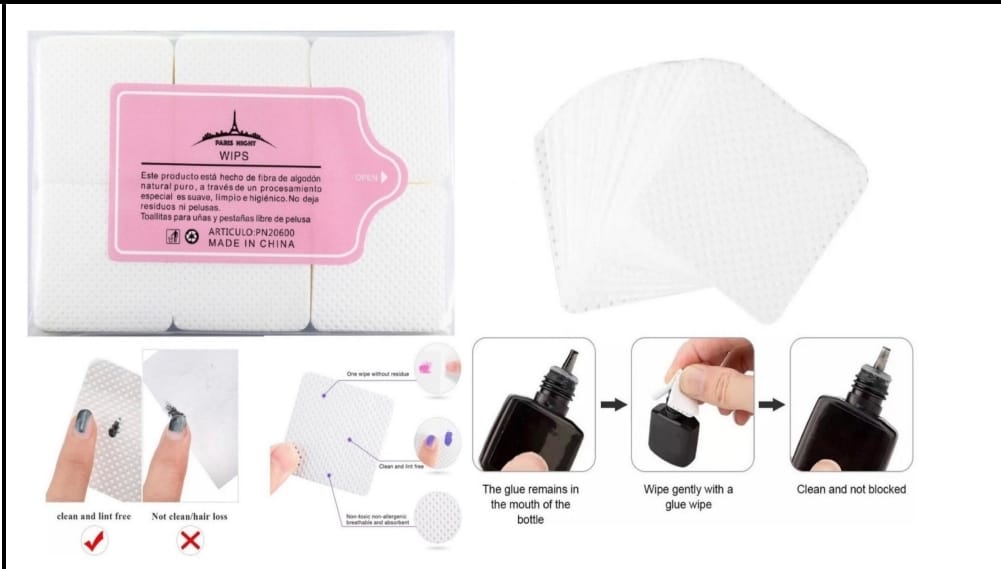 PARIS NIGHT
WIPS
Este producto está hecho de fibra de algodón
natural puro, a través de un procesamiento
especial es suave, limpio e higiénico.No deja
residuos ni pelusas.
Toallitas para uñas y pestañas libre de pelusa
ARTICULO:PN20600
MADE IN CHINA
OPEN
clean and lint free
Not clean/hair loss
One wipe without residue
Clean and lint free
Non-toxic non-allergenic
breathable and absorbent
The glue remains in
the mouth of the
bottle
Wipe gently with a
glue wipe
Clean and not blocked